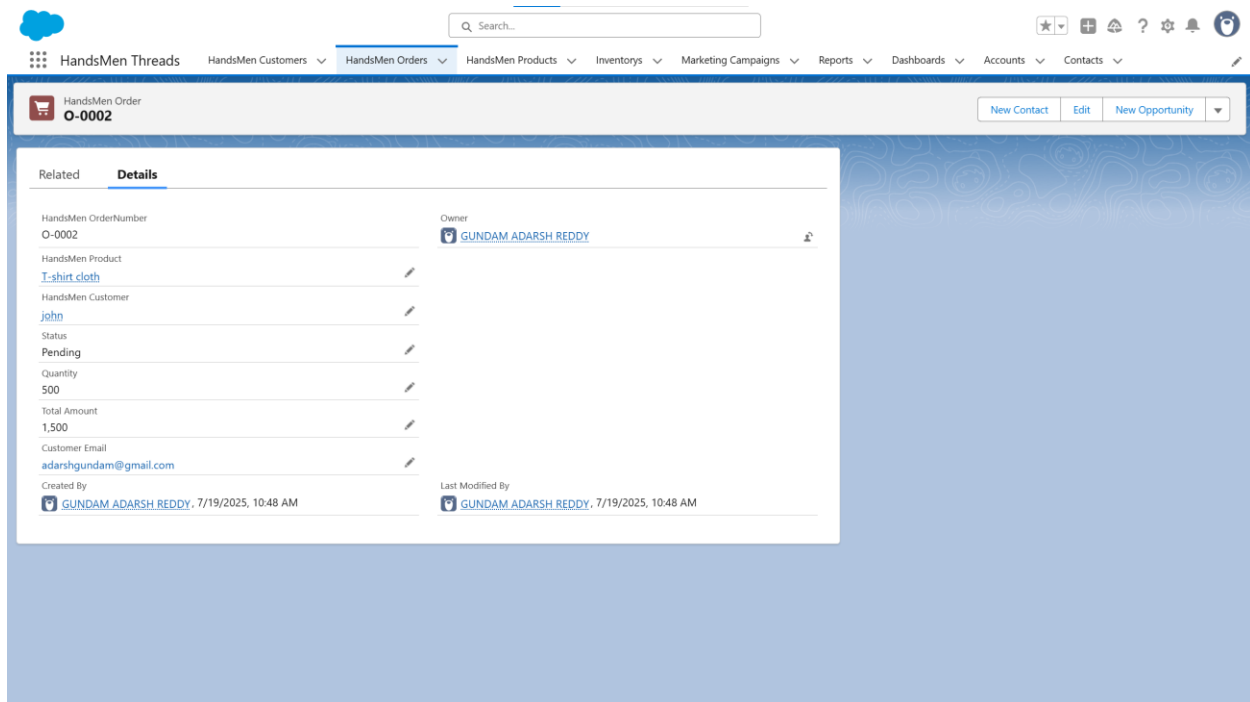 Search...
HandsMen Threads HandsMen Customers HandsMen Orders HandsMen Products Inventorys Marketing Campaigns Reports Dashboards Accounts Contacts
HandsMen Order
O-0002
New Contact Edit New Opportunity
Related Details
HandsMen OrderNumber
O-0002
Owner
GUNDAM ADARSH REDDY
HandsMen Product
T-shirt cloth
HandsMen Customer
john
Status
Pending
Quantity
500
Total Amount
1,500
Customer Email
adarshgundam@gmail.com
Created By
GUNDAM ADARSH REDDY, 7/19/2025, 10:48 AM
Last Modified By
GUNDAM ADARSH REDDY, 7/19/2025, 10:48 AM